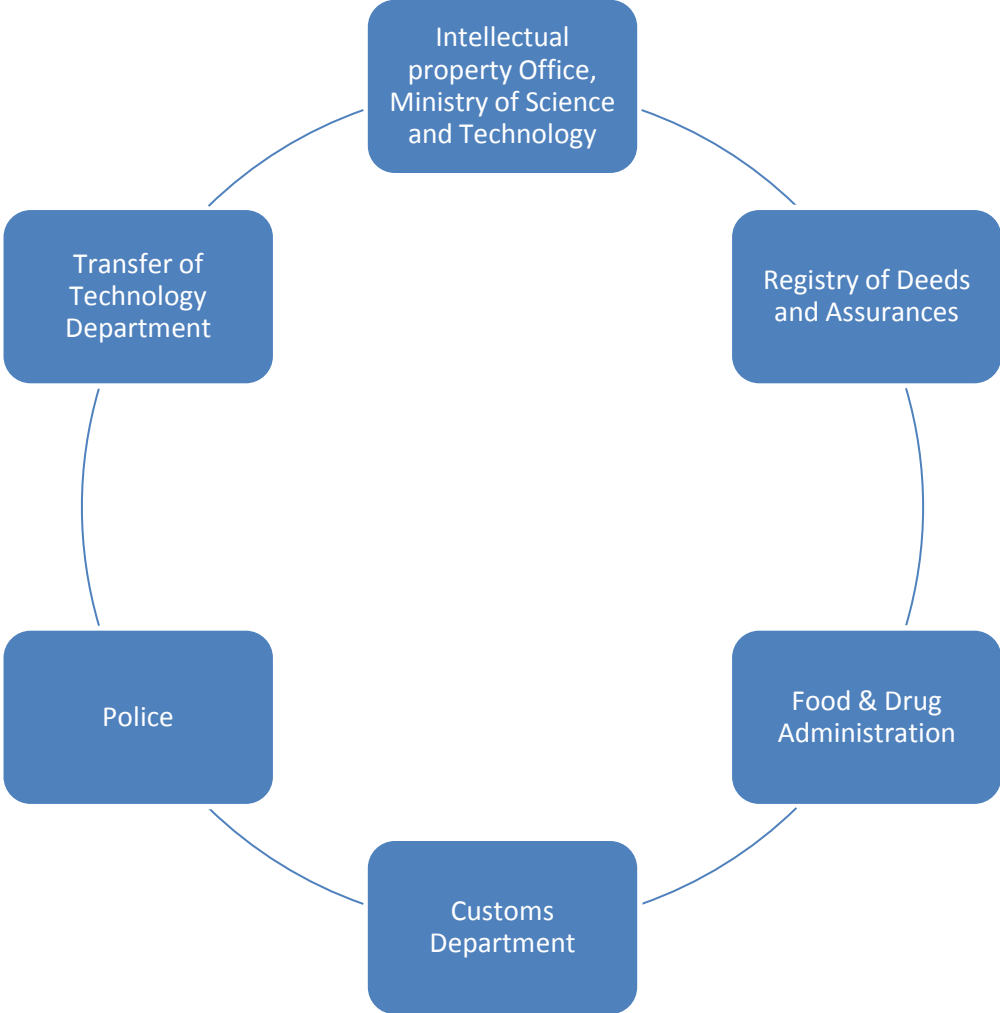 Intellectual
property Office,
Ministry of Science
and Technology
Transfer of
Technology
Department
Registry of Deeds
and Assurances
Police
Food & Drug
Administration
Customs
Department